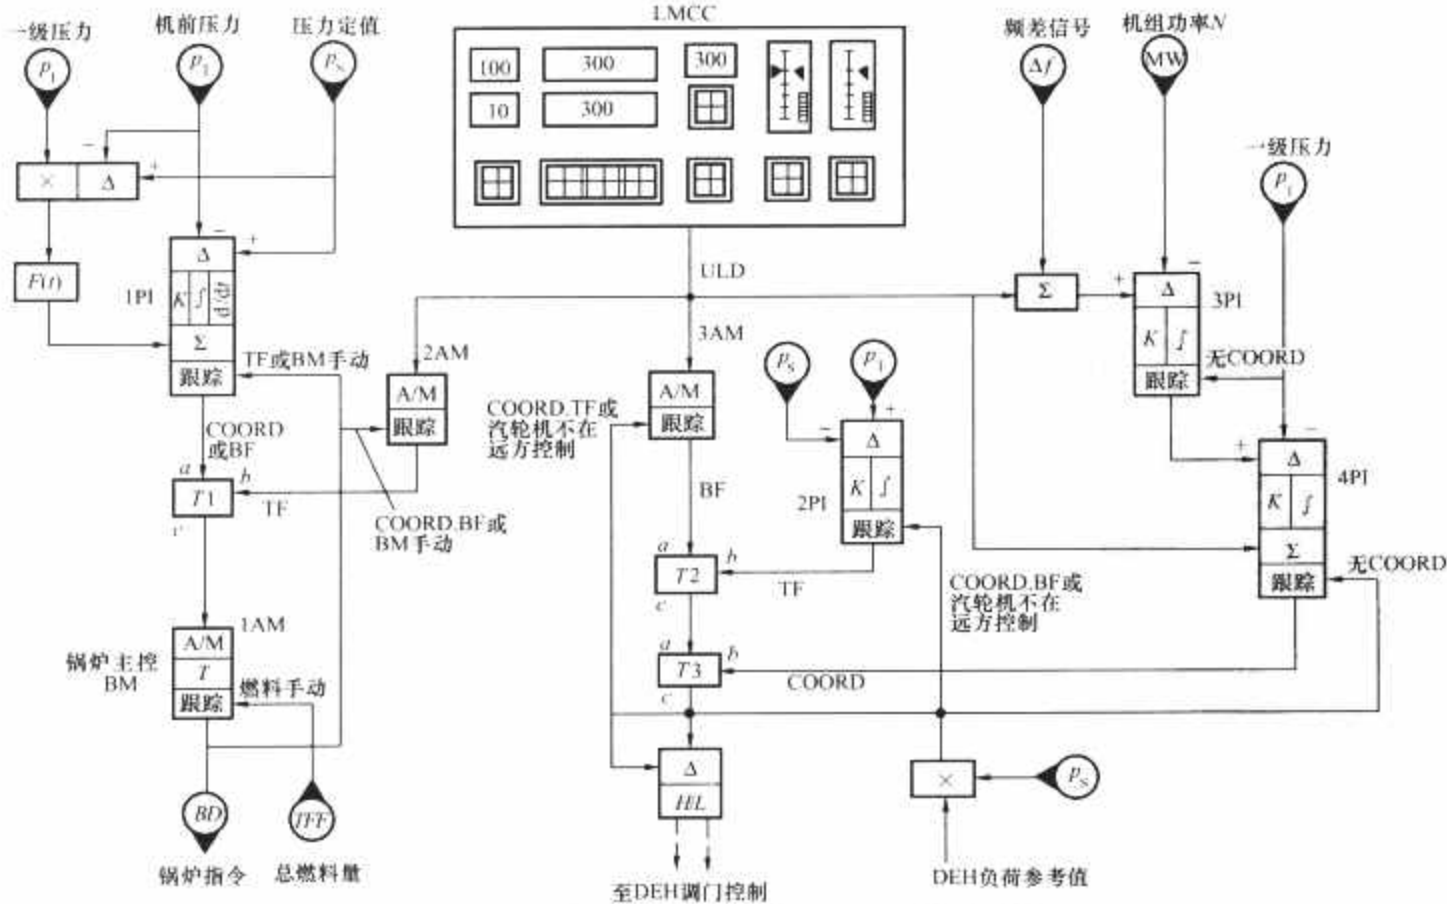 LMCC
一级压力
机前压力
压力定值
频差信号
机组功率N
p1
pT
ps
Δf
MW
100
300
300
10
300
一级压力
p1
− +
× Δ
− +
Δ
F(t)
1PI
K ∫ d/dt
Σ
跟踪
TF或BM手动
ULD
Σ
+ −
Δ
3PI
K ∫
跟踪
无COORD
2AM
A/M
跟踪
3AM
A/M
跟踪
COORD.TF或
汽轮机不在
远方控制
ps
pT
− +
Δ
2PI
K ∫
跟踪
+ −
Δ
4PI
K ∫
Σ
跟踪
无COORD
COORD
或BF
a b
T1
c
TF
COORD.BF或
BM手动
BF
a b
T2
c
TF
COORD.BF或
汽轮机不在
远方控制
1AM
锅炉主控
BM
A/M
T
跟踪
燃料手动
a b
T3
c
COORD
Δ
H/L
×
ps
BD
TFF
锅炉指令
总燃料量
至DEH调门控制
DEH负荷参考值